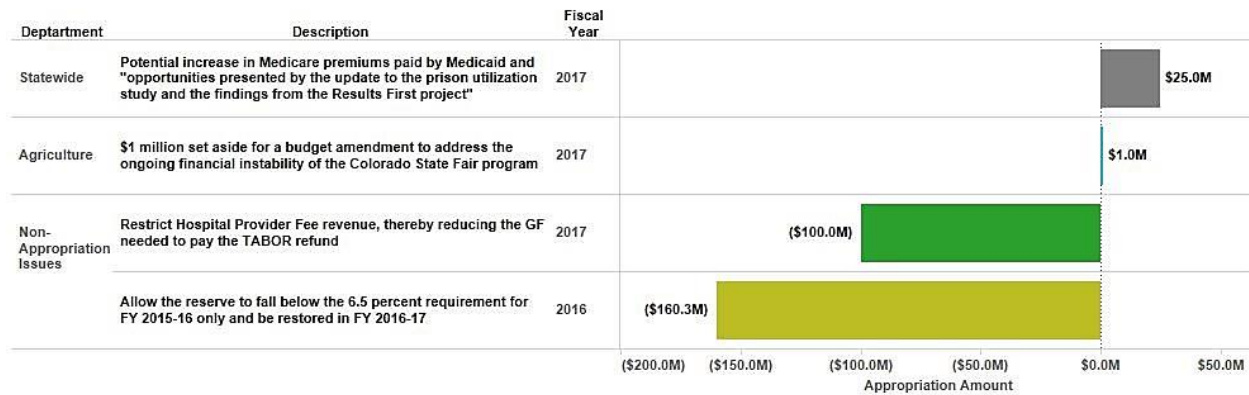 Fiscal
Deptartment Description Year
Potential increase in Medicare premiums paid by Medicaid and
Statewide "opportunities presented by the update to the prison utilization 2017 $25.0M
study and the findings from the Results First project"
Agriculture $1 million set aside for a budget amendment to address the 2017 $1.0M
ongoing financial instability of the Colorado State Fair program
Non- Restrict Hospital Provider Fee revenue, thereby reducing the GF 2017 ($100.0M)
Appropriation needed to pay the TABOR refund
Issues
Allow the reserve to fall below the 6.5 percent requirement for 2016 ($160.3M)
FY 2015-16 only and be restored in FY 2016-17
($200.0M) ($150.0M) ($100.0M) ($50.0M) $0.0M $50.0M
Appropriation Amount